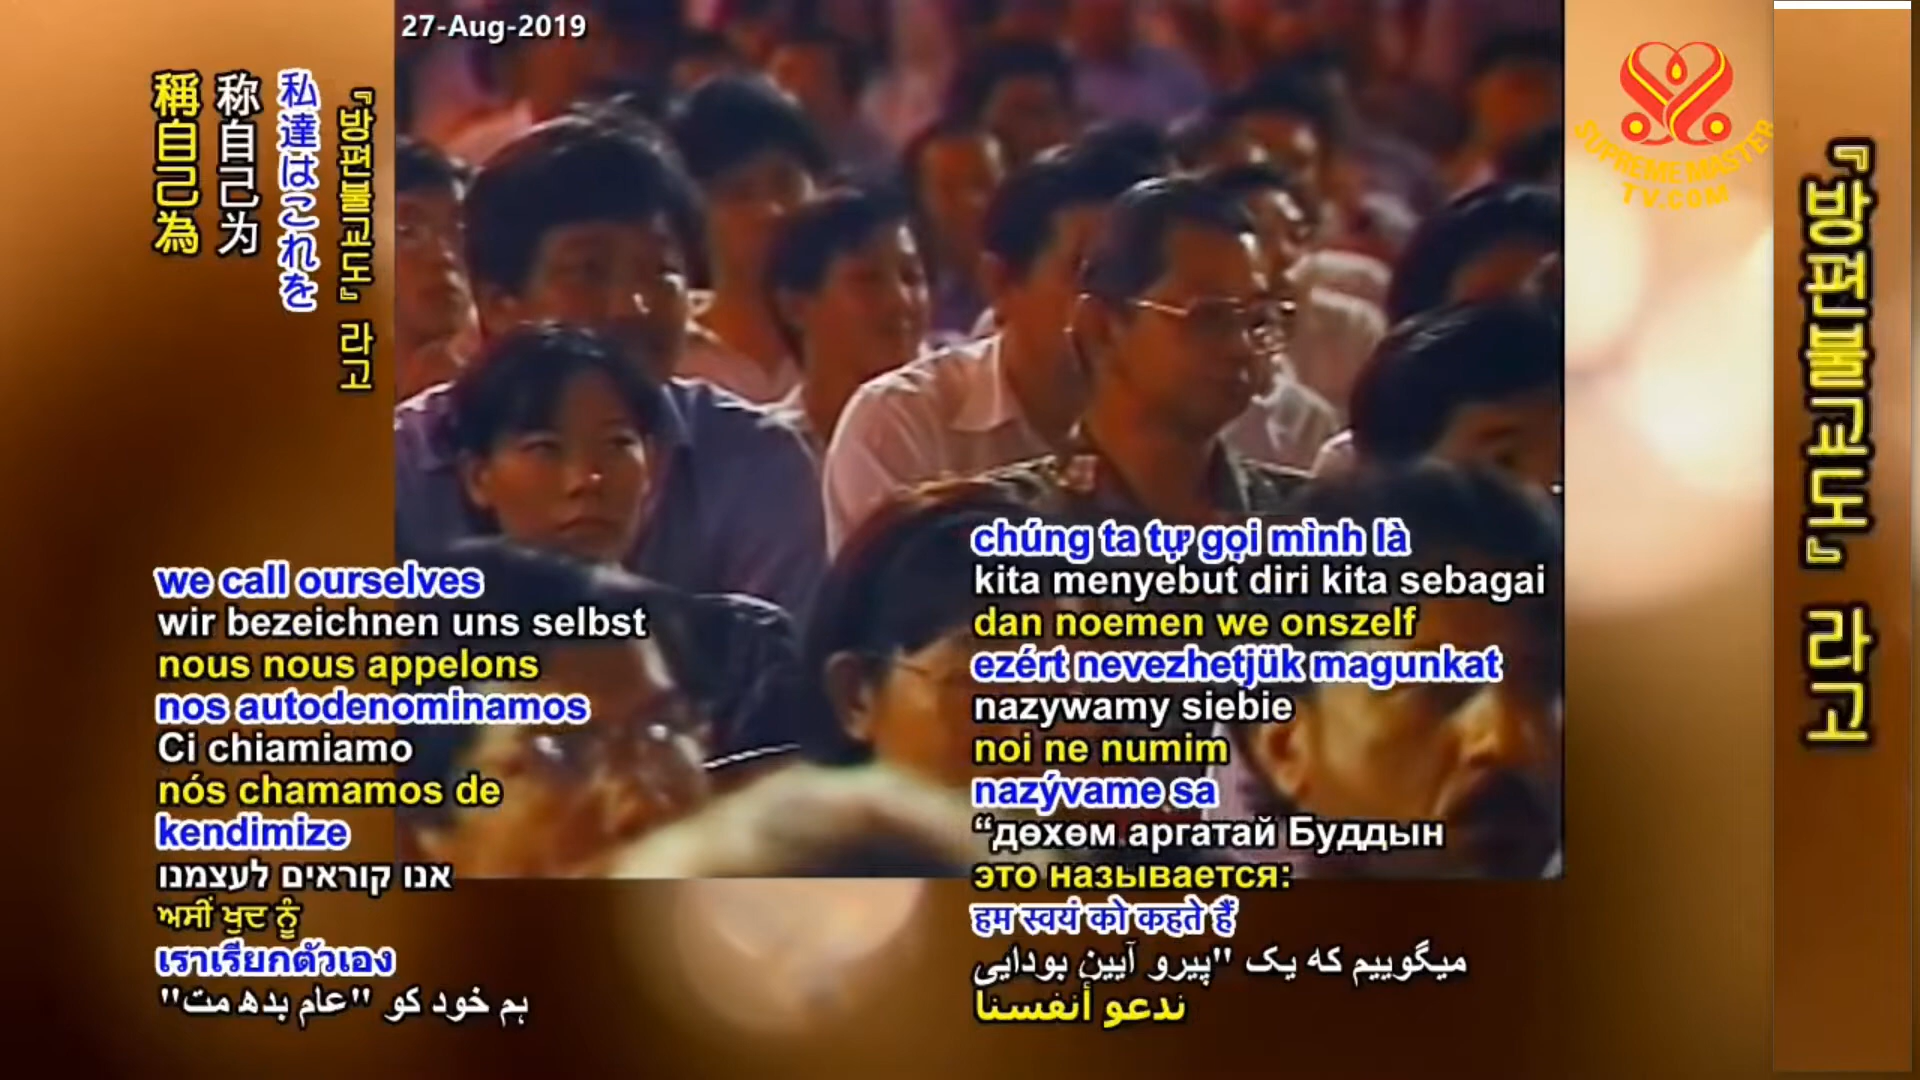 27-Aug-2019
稱自己為
称自己为
私達はこれを
『방편불교도』 라고
SUPREME MASTER
TV.COM
『방편불교도』 라고
we call ourselves
wir bezeichnen uns selbst
nous nous appelons
nos autodenominamos
Ci chiamiamo
nós chamamos de
kendimize
אנו קוראים לעצמנו
ਅਸੀਂ ਖੁਦ ਨੂੰ
เราเรียกตัวเอง
ہم خود کو "عام بدھ مت"
chúng ta tự gọi mình là
kita menyebut diri kita sebagai
dan noemen we onszelf
ezért nevezhetjük magunkat
nazywamy siebie
noi ne numim
nazývame sa
“дөхөм аргатай Буддын
это называется:
हम स्वयं को कहते हैं
میگوییم که یک "پیرو آیین بودایی
ندعو أنفسنا